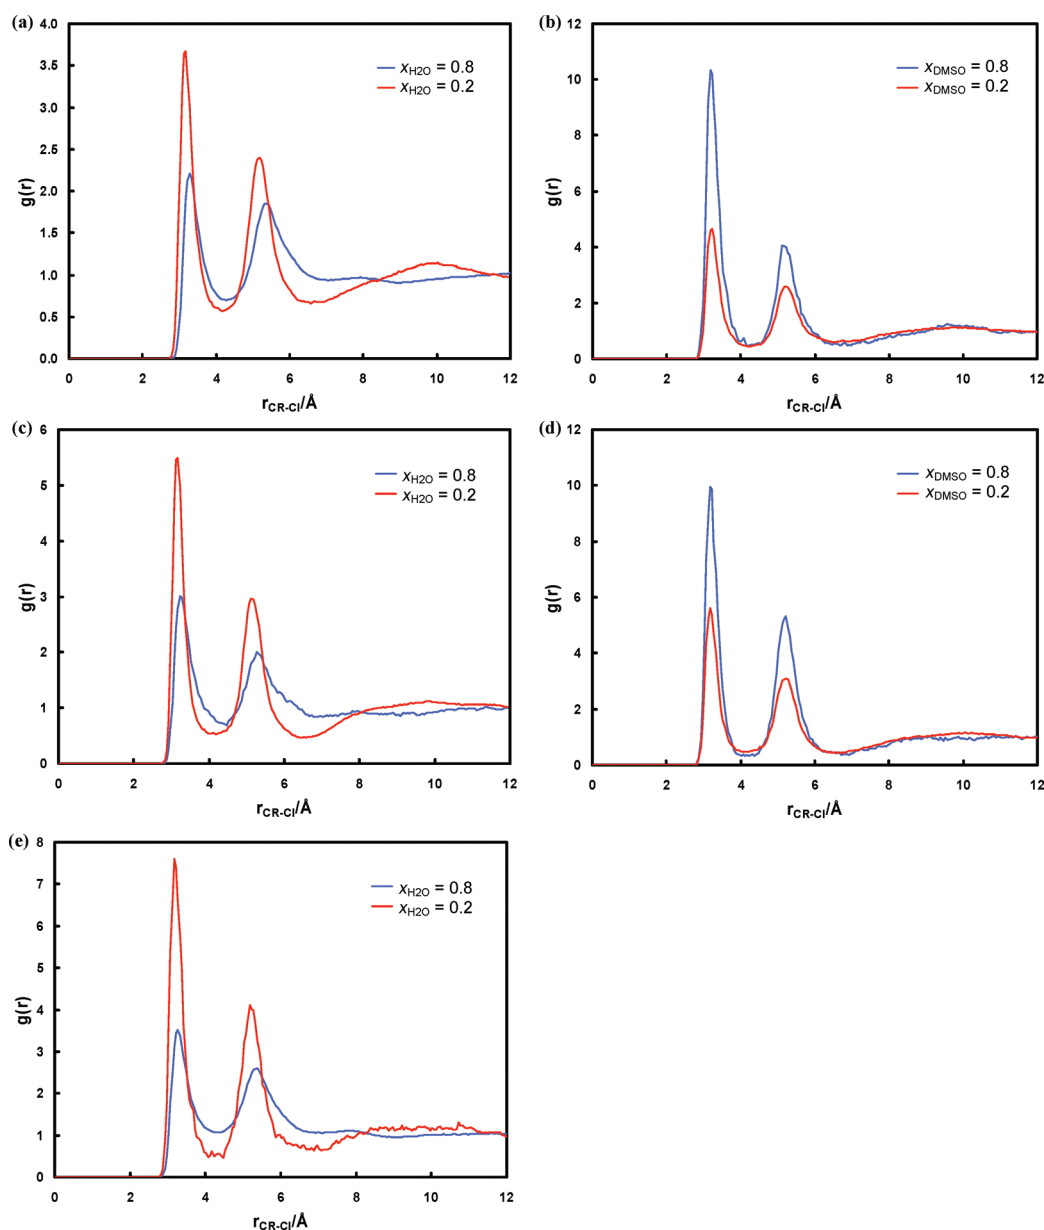 (a)
4.0
3.5
3.0
2.5
2.0
1.5
1.0
0.5
0.0
g(r)
xH2O = 0.8
xH2O = 0.2
0 2 4 6 8 10 12
rCR-Cl/Å
(b)
12
10
8
6
4
2
0
g(r)
xDMSO = 0.8
xDMSO = 0.2
0 2 4 6 8 10 12
rCR-Cl/Å
(c)
6
5
4
3
2
1
0
g(r)
xH2O = 0.8
xH2O = 0.2
0 2 4 6 8 10 12
rCR-Cl/Å
(d)
12
10
8
6
4
2
0
g(r)
xDMSO = 0.8
xDMSO = 0.2
0 2 4 6 8 10 12
rCR-Cl/Å
(e)
8
7
6
5
4
3
2
1
0
g(r)
xH2O = 0.8
xH2O = 0.2
0 2 4 6 8 10 12
rCR-Cl/Å